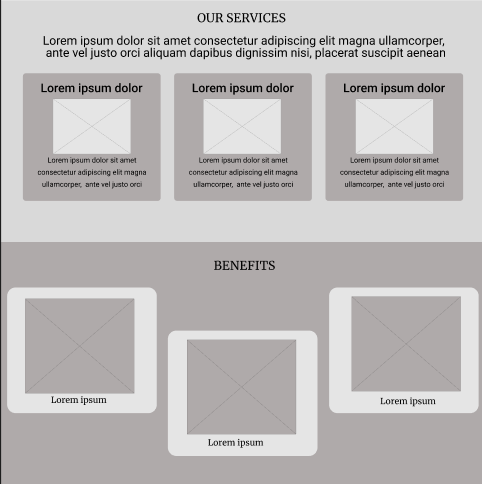 OUR SERVICES
Lorem ipsum dolor sit amet consectetur adipiscing elit magna ullamcorper,
ante vel justo orci aliquam dapibus dignissim nisi, placerat suscipit aenean
Lorem ipsum dolor
Lorem ipsum dolor sit amet
consectetur adipiscing elit magna
ullamcorper, ante vel justo orci
Lorem ipsum dolor
Lorem ipsum dolor sit amet
consectetur adipiscing elit magna
ullamcorper, ante vel justo orci
Lorem ipsum dolor
Lorem ipsum dolor sit amet
consectetur adipiscing elit magna
ullamcorper, ante vel justo orci
BENEFITS
Lorem ipsum
Lorem ipsum
Lorem ipsum